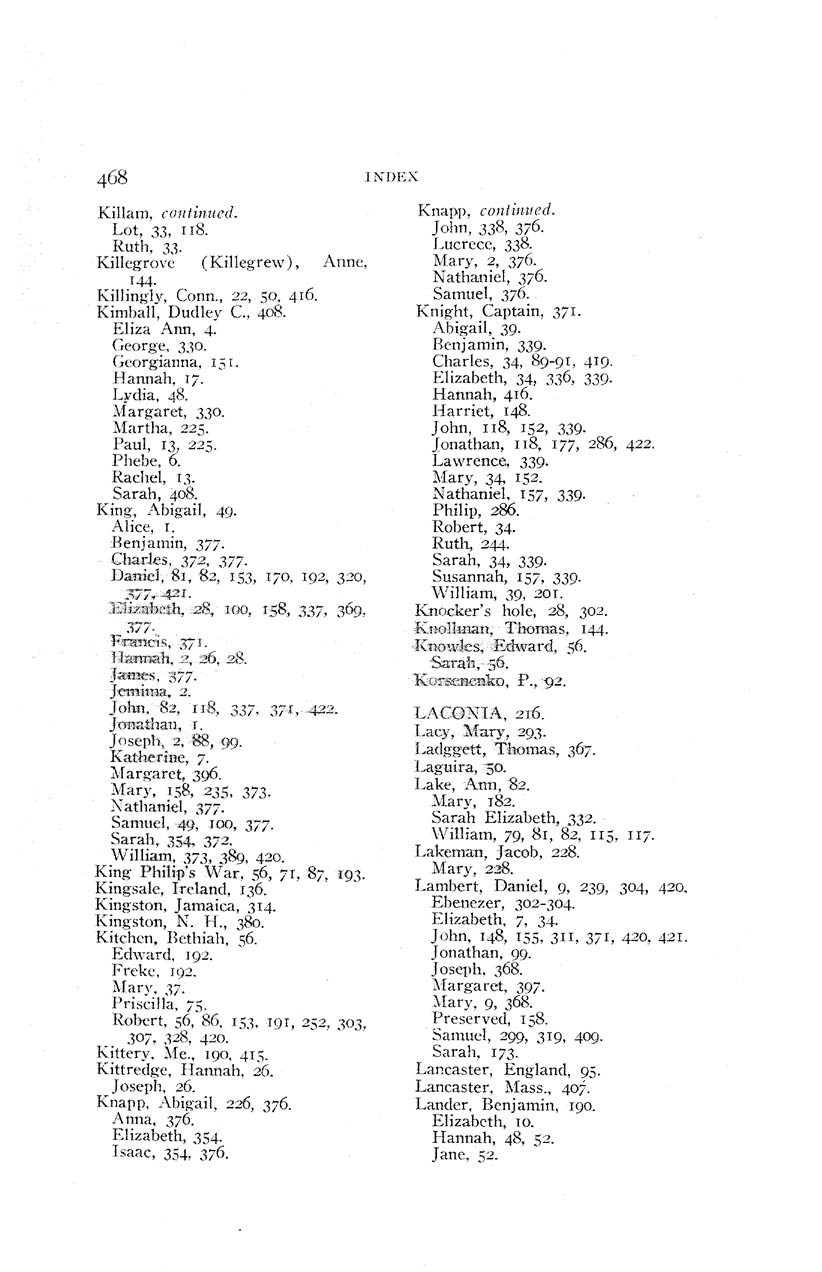 468 INDEX
Killam, continued.
Lot, 33, 118.
Ruth, 33.
Killegrove (Killegrew), Anne,
144.
Killingly, Conn., 22, 50, 416.
Kimball, Dudley C., 408.
Eliza Ann, 4.
George, 330.
Georgianna, 151.
Hannah, 17.
Lydia, 48.
Margaret, 330.
Martha, 225.
Paul, 13, 225.
Phebe, 6.
Rachel, 13.
Sarah, 408.
King, Abigail, 49.
Alice, 1.
Benjamin, 377.
Charles, 372, 377.
Daniel, 81, 82, 153, 170, 192, 320,
377, 421.
Elizabeth, 28, 100, 158, 337, 369,
377.
Francis, 371.
Hannah, 2, 26, 28.
James, 377.
Jemima, 2.
John, 82, 118, 337, 371, 422.
Jonathan, 1.
Joseph, 2, 88, 99.
Katherine, 7.
Margaret, 396.
Mary, 158, 235, 373.
Nathaniel, 377.
Samuel, 49, 100, 377.
Sarah, 354, 372.
William, 373, 389, 420.
King Philip's War, 56, 71, 87, 193.
Kingsale, Ireland, 136.
Kingston, Jamaica, 314.
Kingston, N. H., 380.
Kitchen, Bethiah, 56.
Edward, 192.
Freke, 192.
Mary, 37.
Priscilla, 75.
Robert, 56, 86, 153, 191, 252, 303,
307, 328, 420.
Kittery, Me., 190, 415.
Kittredge, Hannah, 26.
Joseph, 26.
Knapp, Abigail, 226, 376.
Anna, 376.
Elizabeth, 354.
Isaac, 354, 376.
Knapp, continued.
John, 338, 376.
Lucrece, 338.
Mary, 2, 376.
Nathaniel, 376.
Samuel, 376.
Knight, Captain, 371.
Abigail, 39.
Benjamin, 339.
Charles, 34, 89-91, 419.
Elizabeth, 34, 336, 339.
Hannah, 416.
Harriet, 148.
John, 118, 152, 339.
Jonathan, 118, 177, 286, 422.
Lawrence, 339.
Mary, 34, 152.
Nathaniel, 157, 339.
Philip, 286.
Robert, 34.
Ruth, 244.
Sarah, 34, 339.
Susannah, 157, 339.
William, 39, 201.
Knocker's hole, 28, 302.
Knollman, Thomas, 144.
Knowles, Edward, 56.
Sarah, 56.
Korsenenko, P., 92.
LACONIA, 216.
Lacy, Mary, 293.
Ladggett, Thomas, 367.
Laguira, 50.
Lake, Ann, 82.
Mary, 182.
Sarah Elizabeth, 332.
William, 79, 81, 82, 115, 117.
Lakeman, Jacob, 228.
Mary, 228.
Lambert, Daniel, 9, 239, 304, 420.
Ebenezer, 302-304.
Elizabeth, 7, 34.
John, 148, 155, 311, 371, 420, 421.
Jonathan, 99.
Joseph, 368.
Margaret, 397.
Mary, 9, 368.
Preserved, 158.
Samuel, 299, 319, 409.
Sarah, 173.
Lancaster, England, 95.
Lancaster, Mass., 407.
Lander, Benjamin, 190.
Elizabeth, 10.
Hannah, 48, 52.
Jane, 52.